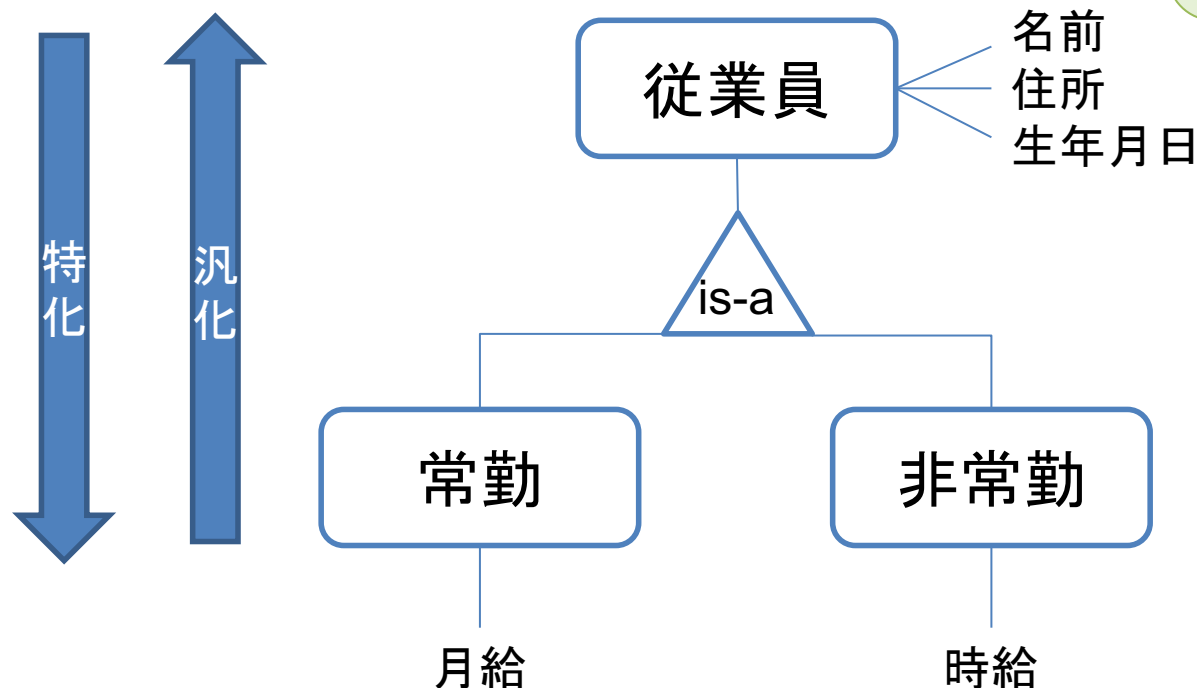 特化
汎化
従業員
名前
住所
生年月日
is-a
常勤
非常勤
月給
時給